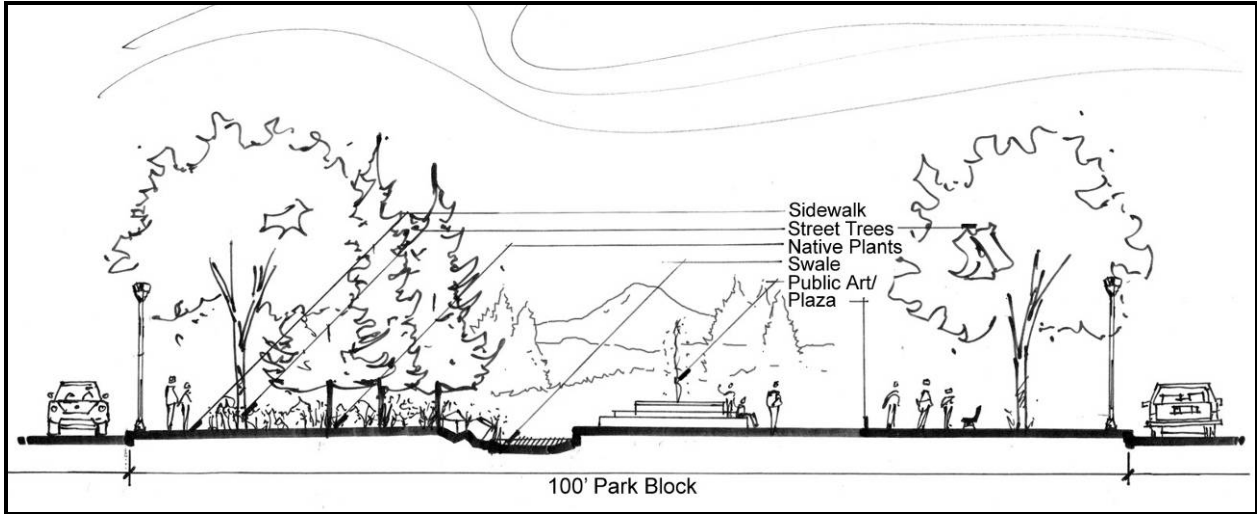 Sidewalk
Street Trees
Native Plants
Swale
Public Art/
Plaza
100' Park Block